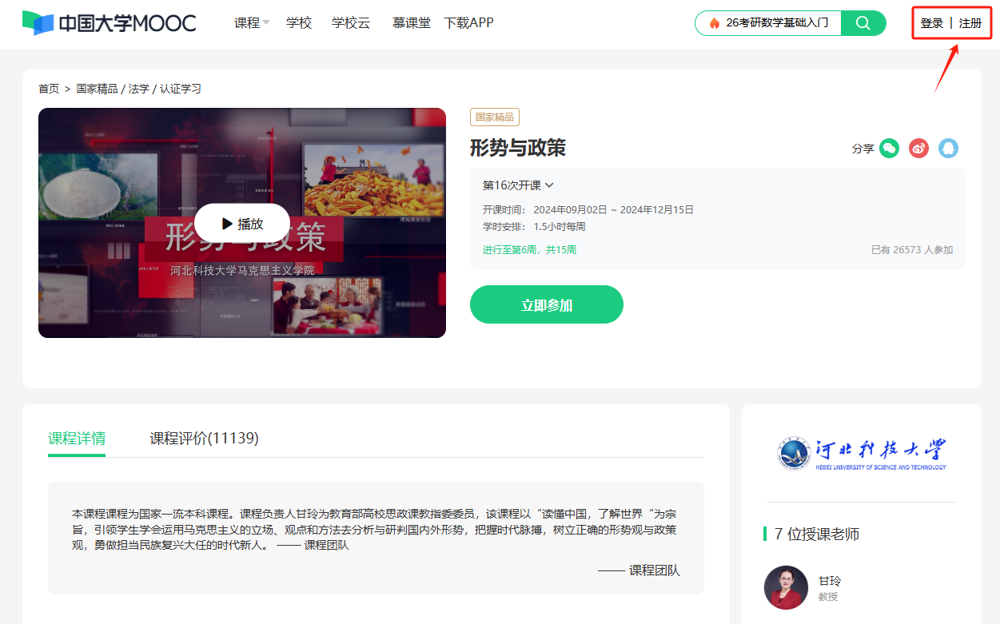 中国大学MOOC
课程 学校 学校云 慕课堂 下载APP
26考研数学基础入门
登录 | 注册
首页 > 国家精品 / 法学 / 认证学习
播放
形势与政策
河北科技大学马克思主义学院
国家精品
形势与政策
分享
第16次开课
开课时间： 2024年09月02日 ~ 2024年12月15日
学时安排： 1.5小时每周
进行至第6周，共15周
已有 26573 人参加
立即参加
课程详情 课程评价(11139)
本课程课程为国家一流本科课程。课程负责人甘玲为教育部高校思政课教指委委员，该课程以“读懂中国，了解世界“为宗
旨，引领学生学会运用马克思主义的立场、观点和方法去分析与研判国内外形势，把握时代脉搏，树立正确的形势观与政策
观，勇做担当民族复兴大任的时代新人。 —— 课程团队
—— 课程团队
河北科技大学
HEBEI UNIVERSITY OF SCIENCE AND TECHNOLOGY
7 位授课老师
甘玲
教授